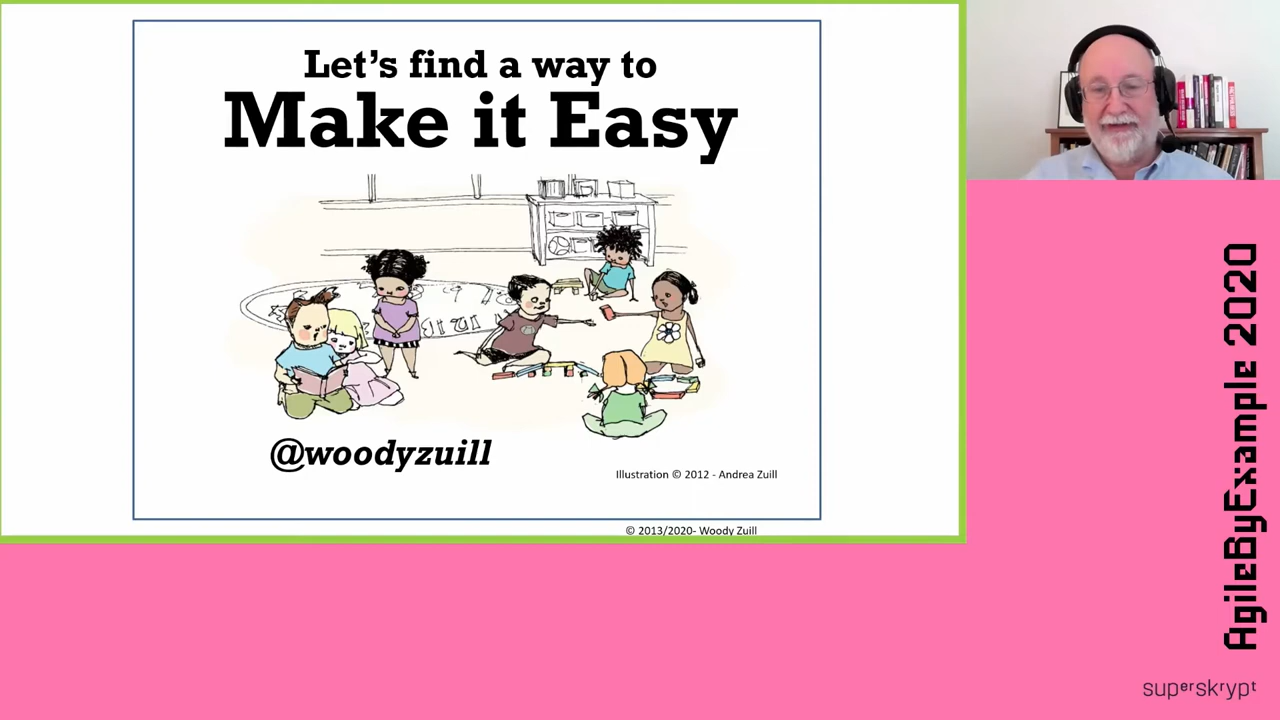 Let's find a way to
Make it Easy
@woodyzuill
Illustration © 2012 - Andrea Zuill
© 2013/2020- Woody Zuill
AgileByExample 2020
superskrypt